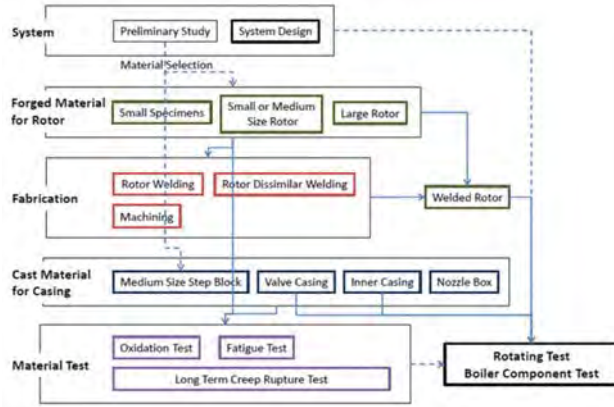 System
Preliminary Study
System Design
Material Selection
Forged Material
for Rotor
Small Specimens
Small or Medium
Size Rotor
Large Rotor
Fabrication
Rotor Welding
Rotor Dissimilar Welding
Machining
Welded Rotor
Cast Material
for Casing
Medium Size Step Block
Valve Casing
Inner Casing
Nozzle Box
Material Test
Oxidation Test
Fatigue Test
Long Term Creep Rupture Test
Rotating Test
Boiler Component Test